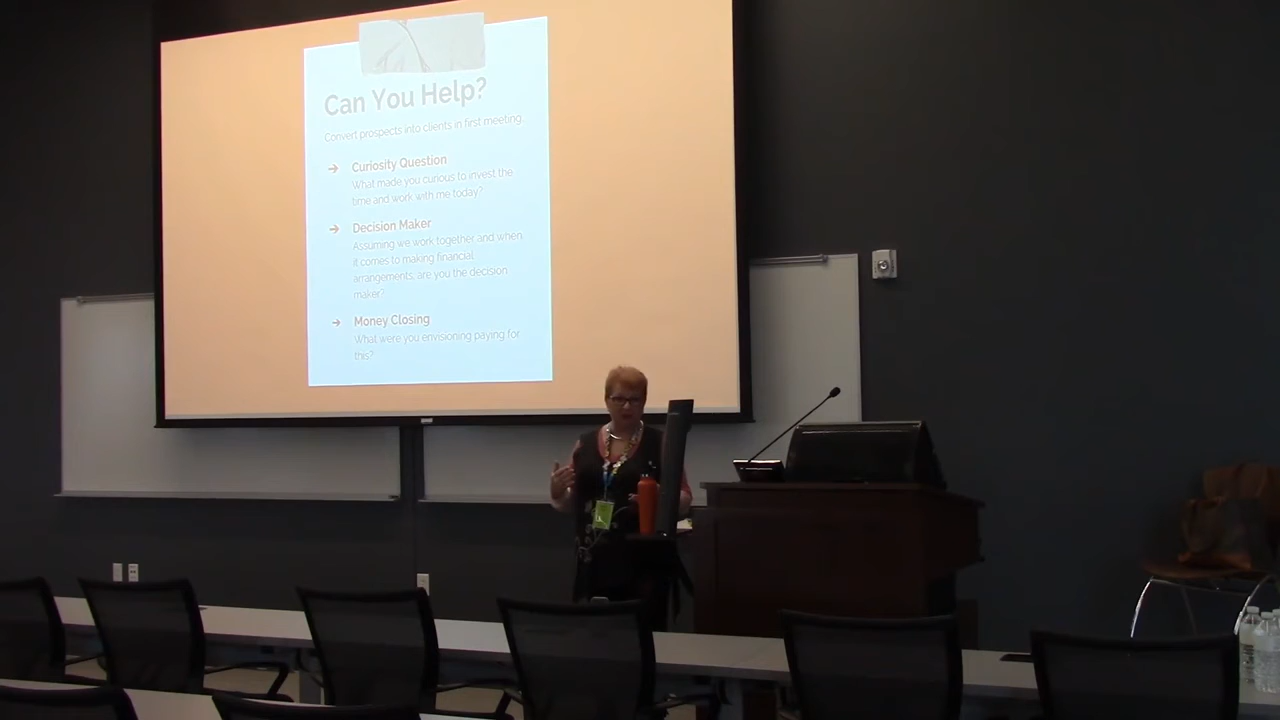 Can You Help?
Convert prospects into clients in first meeting.
➔ Curiosity Question
What made you curious to invest the
time and work with me today?
➔ Decision Maker
Assuming we work together and when
it comes to making financial
arrangements, are you the decision
maker?
➔ Money Closing
What were you envisioning paying for
this?